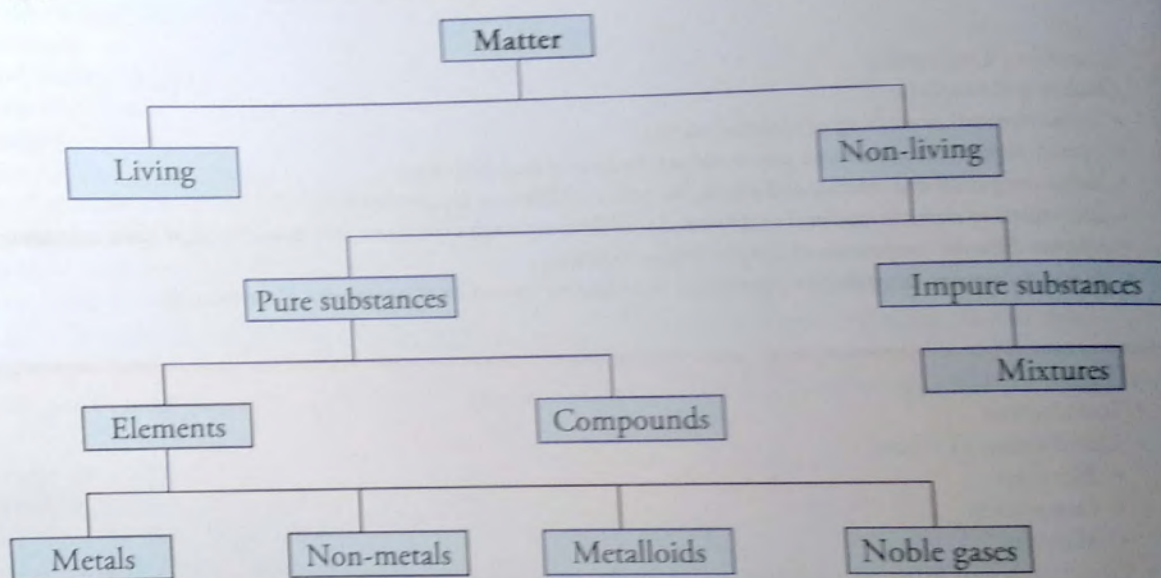 Matter
Living
Non-living
Pure substances
Impure substances
Mixtures
Elements
Compounds
Metals
Non-metals
Metalloids
Noble gases